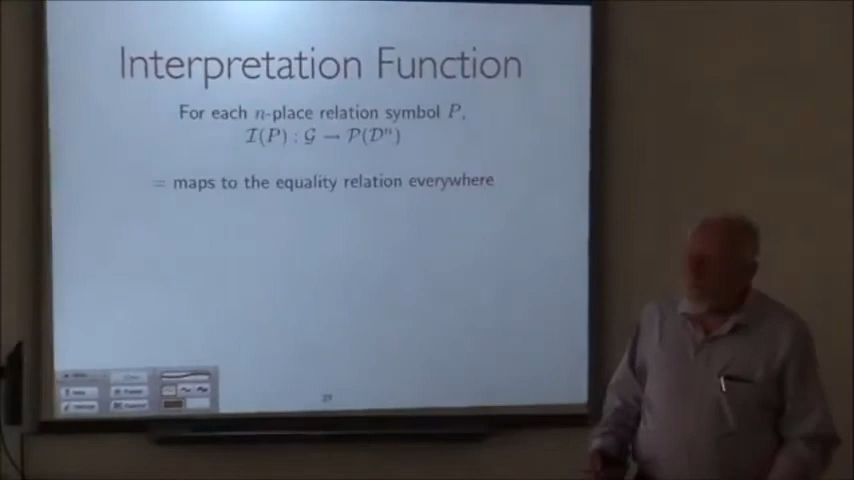 Interpretation Function
For each n-place relation symbol P,
I(P) : G → P(Dⁿ)
= maps to the equality relation everywhere